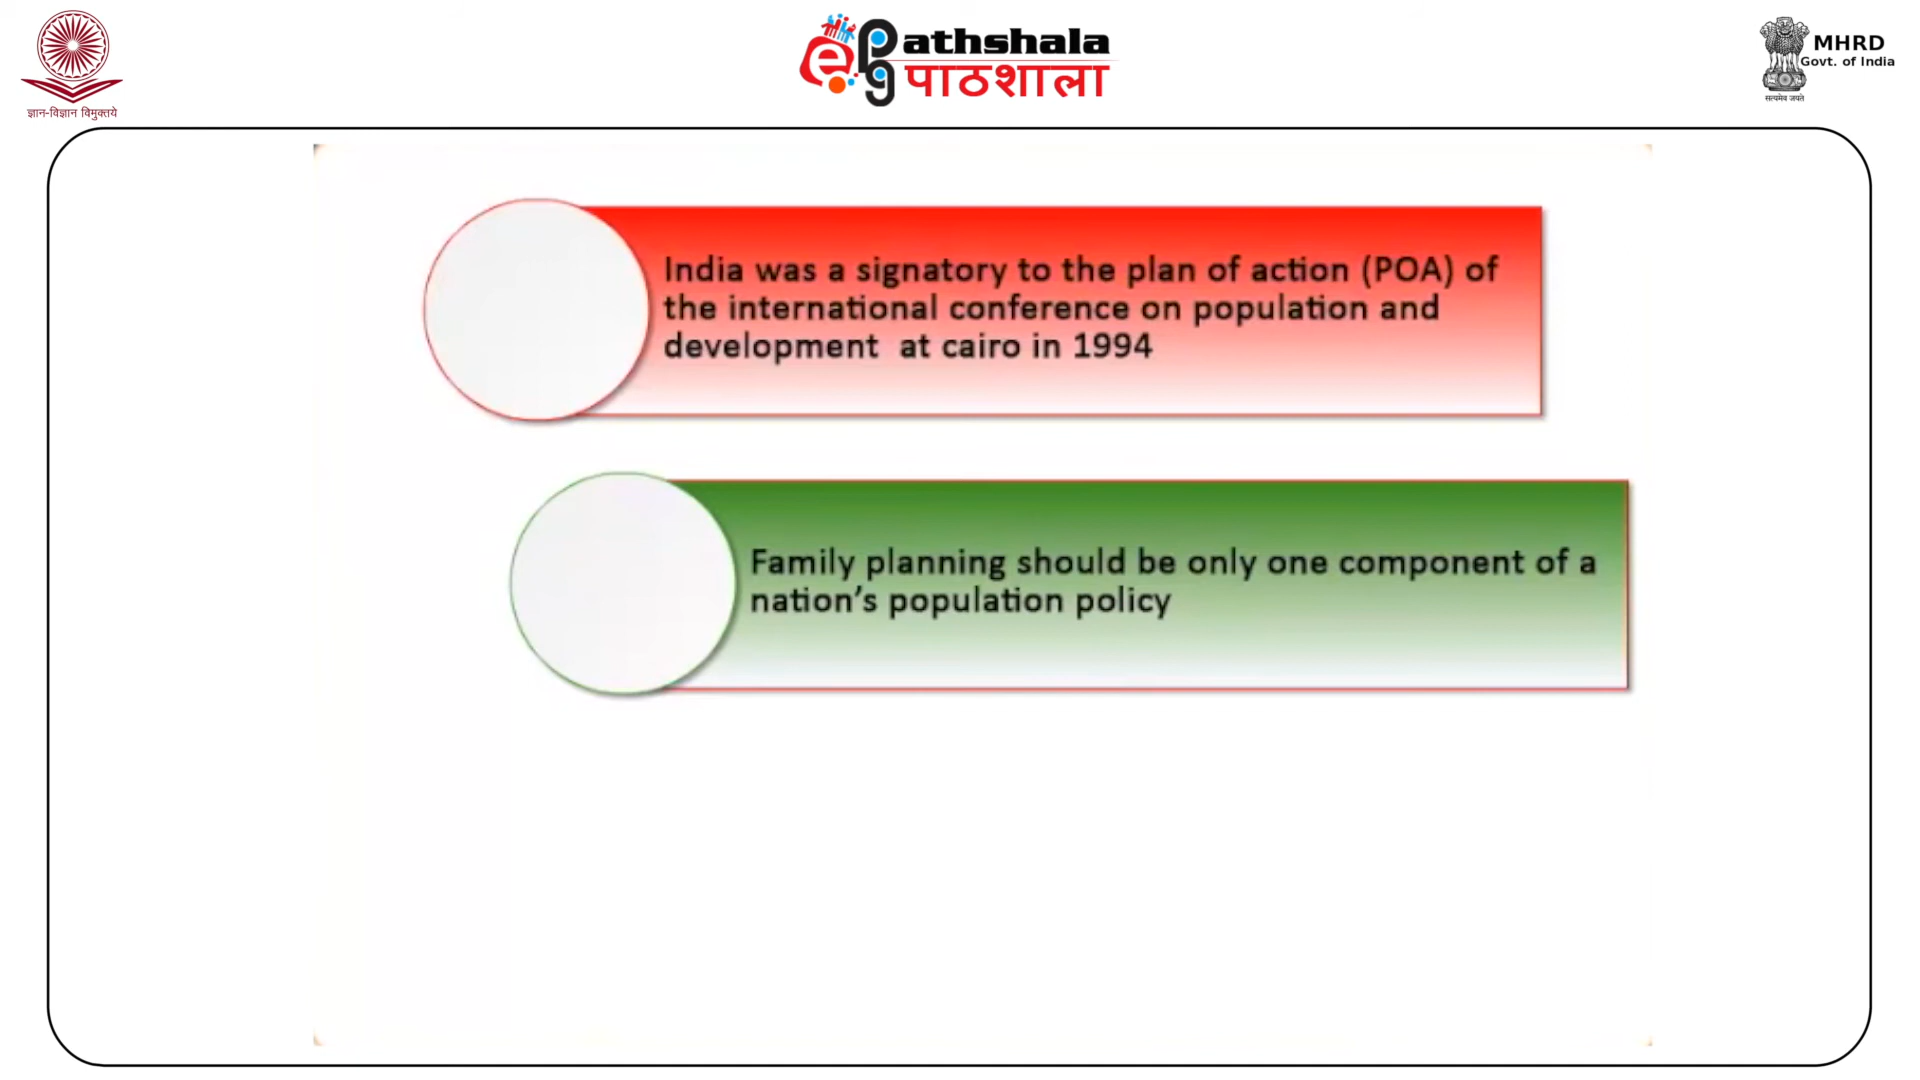 ज्ञान-विज्ञान विमुक्तये
e
pg
athshala
पाठशाला
MHRD
Govt. of India
सत्यमेव जयते
India was a signatory to the plan of action (POA) of
the international conference on population and
development at cairo in 1994
Family planning should be only one component of a
nation’s population policy